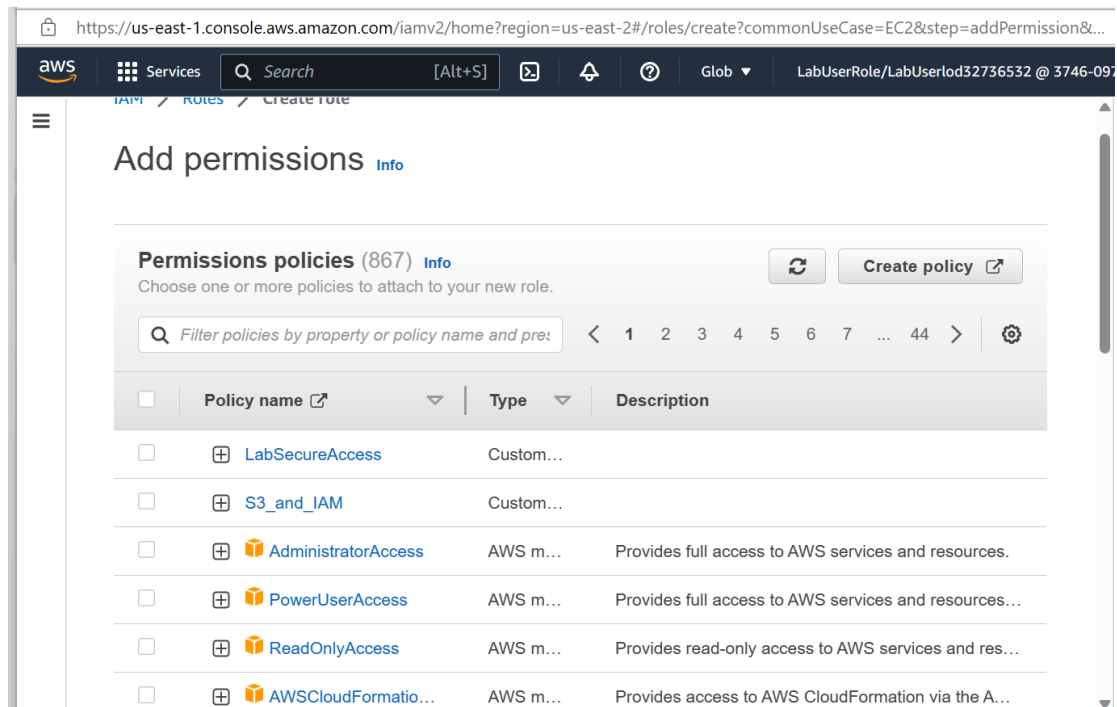 https://us-east-1.console.aws.amazon.com/iamv2/home?region=us-east-2#/roles/create?commonUseCase=EC2&step=addPermission&...
aws Services Search [Alt+S] Glob LabUserRole/LabUserlod32736532 @ 3746-097
IAM > Roles > Create role
Add permissions Info
Permissions policies (867) Info
Create policy
Choose one or more policies to attach to your new role.
Filter policies by property or policy name and pres
1 2 3 4 5 6 7 ... 44
Policy name Type Description
LabSecureAccess Custom...
S3_and_IAM Custom...
AdministratorAccess AWS m... Provides full access to AWS services and resources.
PowerUserAccess AWS m... Provides full access to AWS services and resources...
ReadOnlyAccess AWS m... Provides read-only access to AWS services and res...
AWSCloudFormatio... AWS m... Provides access to AWS CloudFormation via the A...